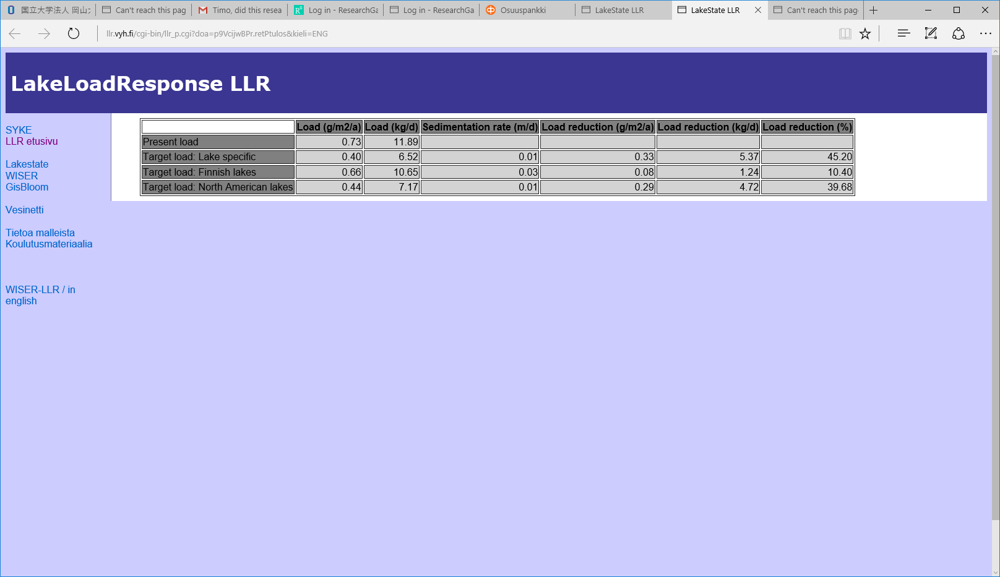 国立大学法人 岡山
Can't reach this pag
Timo, did this resea
Log in - ResearchGa
Log in - ResearchGa
Osuuspankki
LakeState LLR
LakeState LLR
Can't reach this page
llr.vyh.fi/cgi-bin/llr_p.cgi?doa=p9VcijwBPr.retPtulos&kieli=ENG
LakeLoadResponse LLR
SYKE
LLR etusivu
Lakestate
WISER
GisBloom
Vesinetti
Tietoa malleista
Koulutusmateriaalia
WISER-LLR / in
english
Load (g/m2/a) Load (kg/d) Sedimentation rate (m/d) Load reduction (g/m2/a) Load reduction (kg/d) Load reduction (%)
Present load 0.73 11.89
Target load: Lake specific 0.40 6.52 0.01 0.33 5.37 45.20
Target load: Finnish lakes 0.66 10.65 0.03 0.08 1.24 10.40
Target load: North American lakes 0.44 7.17 0.01 0.29 4.72 39.68